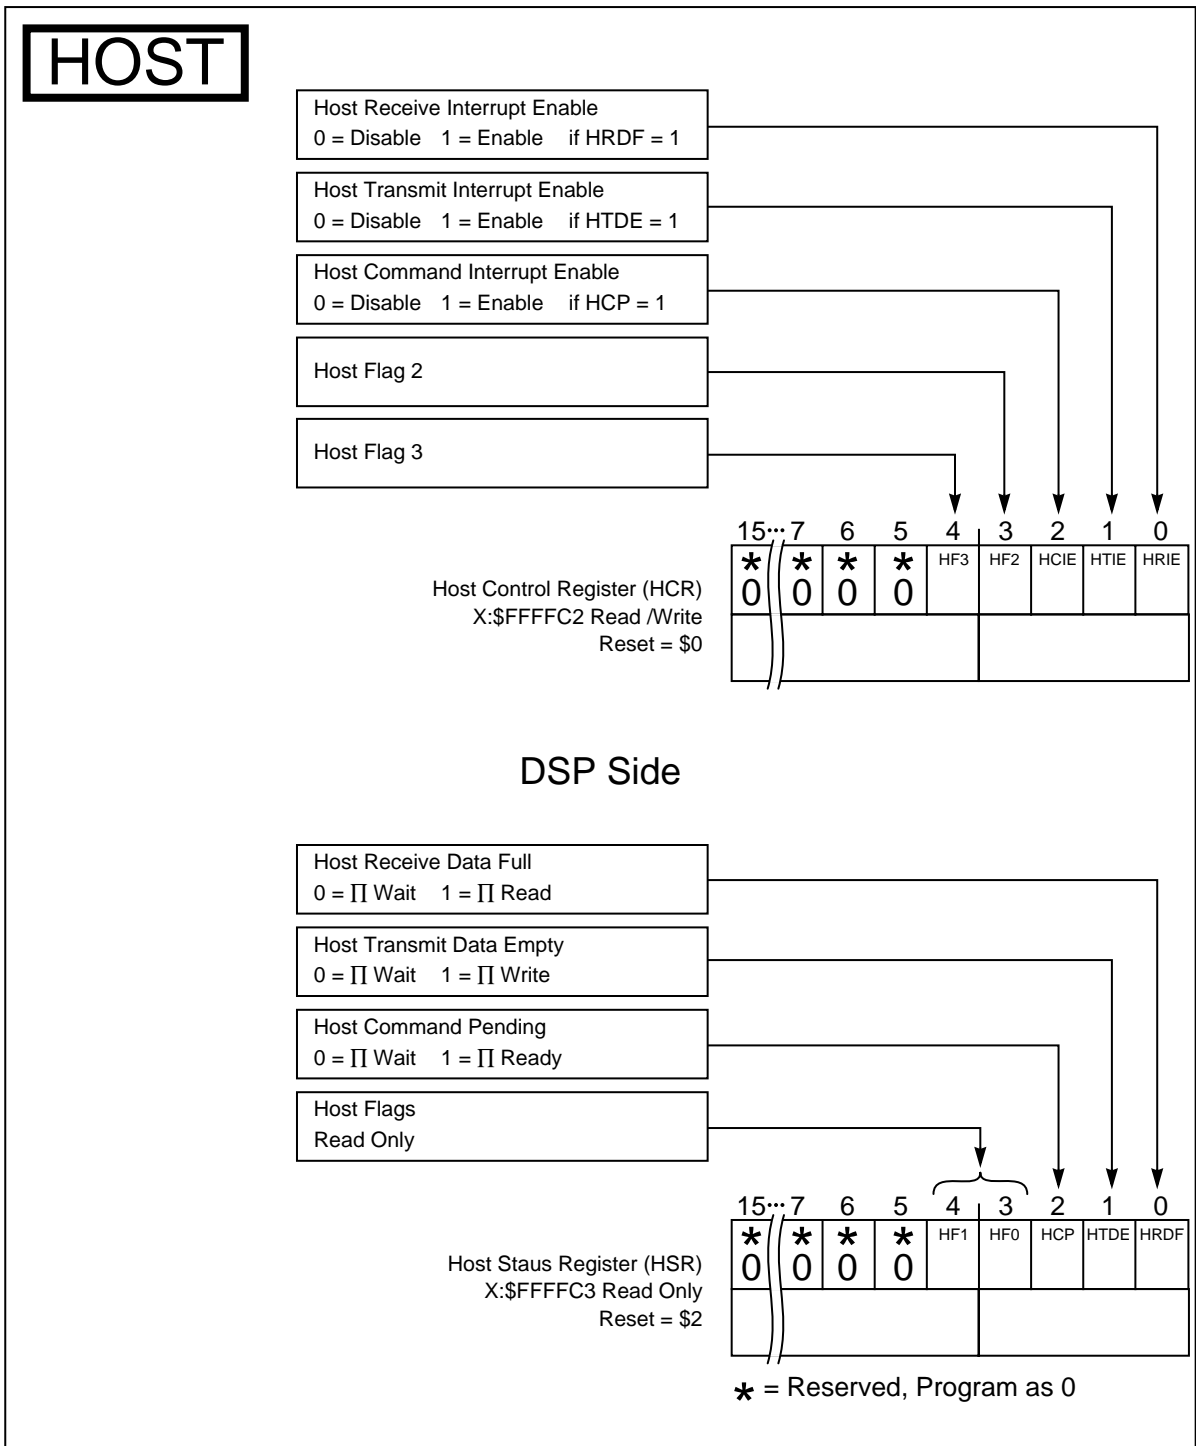 HOST
Host Receive Interrupt Enable
0 = Disable 1 = Enable if HRDF = 1
Host Transmit Interrupt Enable
0 = Disable 1 = Enable if HTDE = 1
Host Command Interrupt Enable
0 = Disable 1 = Enable if HCP = 1
Host Flag 2
Host Flag 3
15··· 7 6 5 4 3 2 1 0
* * * * HF3 HF2 HCIE HTIE HRIE
0 0 0 0
Host Control Register (HCR)
X:$FFFFC2 Read /Write
Reset = $0
DSP Side
Host Receive Data Full
0 = ∏ Wait 1 = ∏ Read
Host Transmit Data Empty
0 = ∏ Wait 1 = ∏ Write
Host Command Pending
0 = ∏ Wait 1 = ∏ Ready
Host Flags
Read Only
15··· 7 6 5 4 3 2 1 0
* * * * HF1 HF0 HCP HTDE HRDF
0 0 0 0
Host Staus Register (HSR)
X:$FFFFC3 Read Only
Reset = $2
* = Reserved, Program as 0